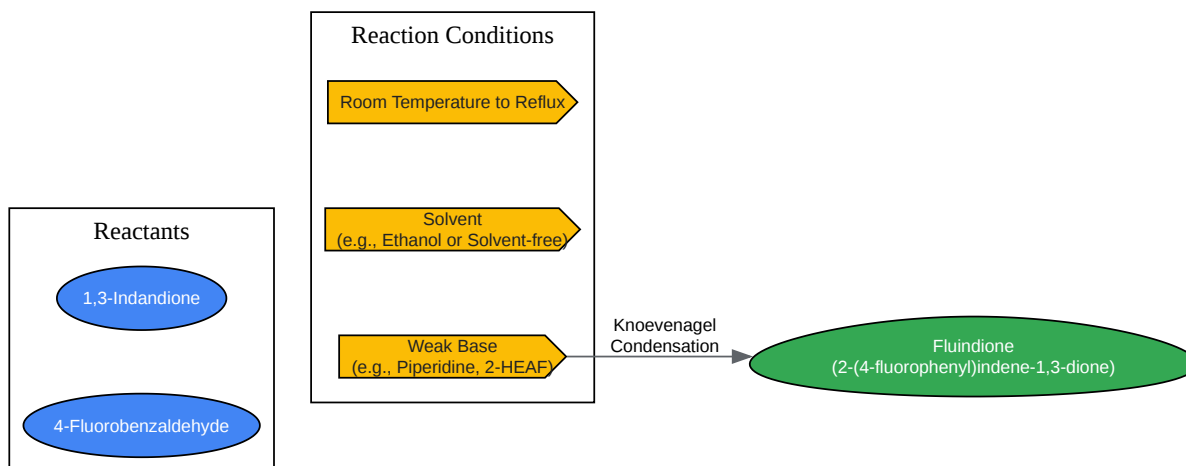 Reaction Conditions
Room Temperature to Reflux
Solvent
(e.g., Ethanol or Solvent-free)
Weak Base
(e.g., Piperidine, 2-HEAF)
Reactants
1,3-Indandione
4-Fluorobenzaldehyde
Knoevenagel
Condensation
Fluindione
(2-(4-fluorophenyl)indene-1,3-dione)